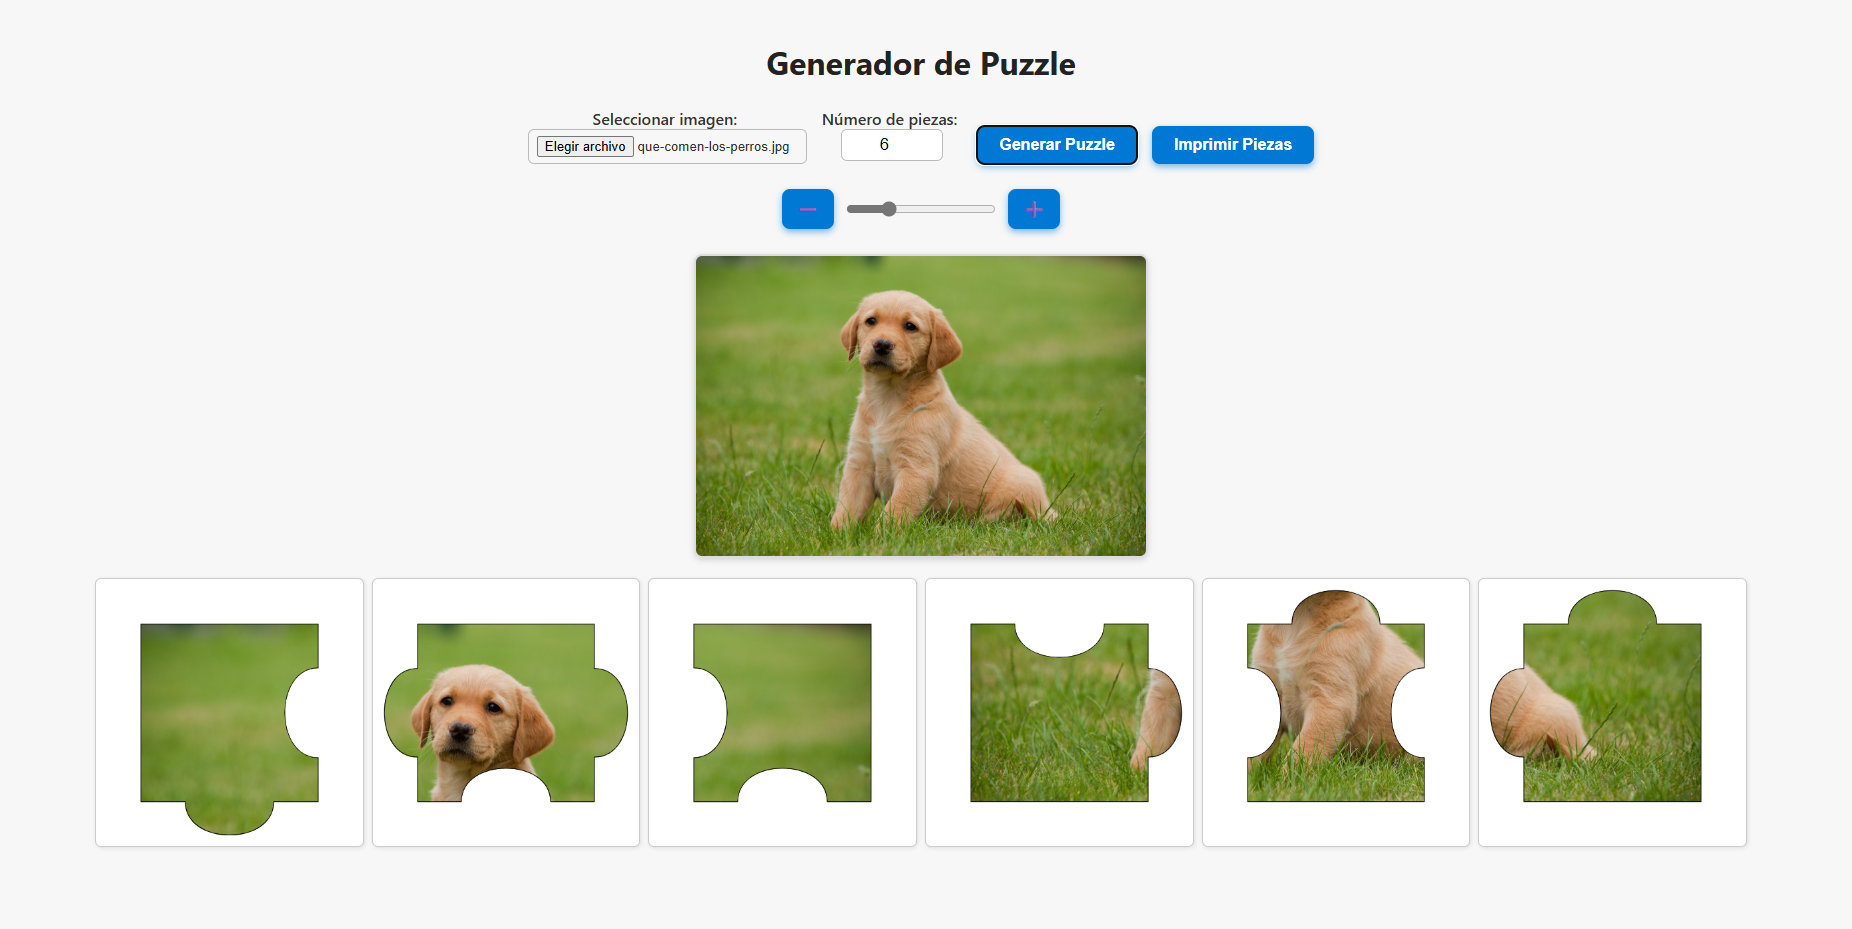 Generador de Puzzle
Seleccionar imagen:
Elegir archivo que-comen-los-perros.jpg
Número de piezas:
6
Generar Puzzle
Imprimir Piezas
−
+